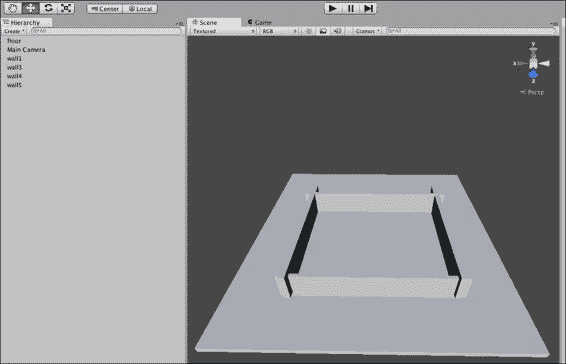 Center Local
Hierarchy
Create All
floor
Main Camera
wall1
wall3
wall4
wall5
Scene Game
Textured RGB Gizmos All
y
x
z
Persp